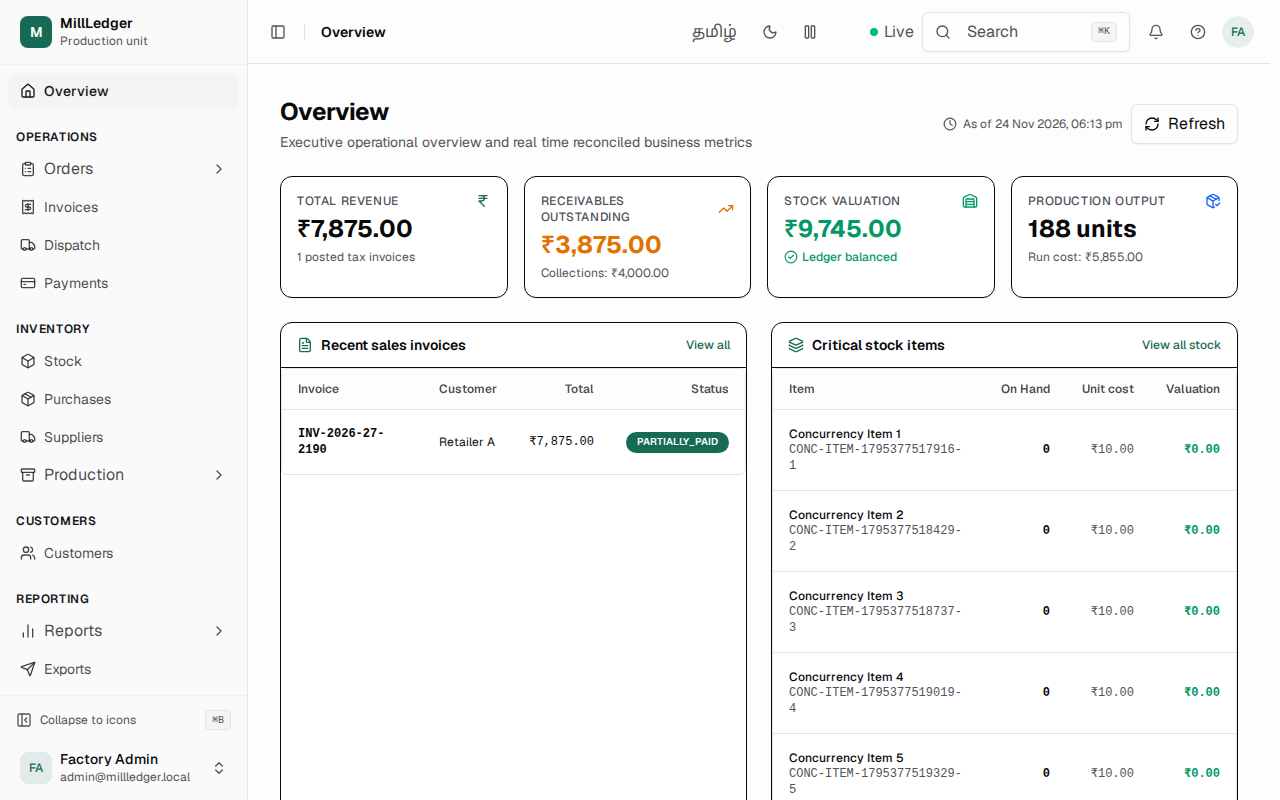 M
MillLedger
Production unit
Overview
OPERATIONS
Orders
Invoices
Dispatch
Payments
INVENTORY
Stock
Purchases
Suppliers
Production
CUSTOMERS
Customers
REPORTING
Reports
Exports
Collapse to icons ⌘B
FA
Factory Admin
admin@millledger.local
Overview
தமிழ்
Live
Search ⌘K
FA
Overview
Executive operational overview and real time reconciled business metrics
As of 24 Nov 2026, 06:13 pm
Refresh
TOTAL REVENUE
₹7,875.00
1 posted tax invoices
RECEIVABLES
OUTSTANDING
₹3,875.00
Collections: ₹4,000.00
STOCK VALUATION
₹9,745.00
Ledger balanced
PRODUCTION OUTPUT
188 units
Run cost: ₹5,855.00
Recent sales invoices View all
Invoice Customer Total Status
INV-2026-27-
2190
Retailer A ₹7,875.00 PARTIALLY_PAID
Critical stock items View all stock
Item On Hand Unit cost Valuation
Concurrency Item 1
CONC-ITEM-1795377517916-
1
0 ₹10.00 ₹0.00
Concurrency Item 2
CONC-ITEM-1795377518429-
2
0 ₹10.00 ₹0.00
Concurrency Item 3
CONC-ITEM-1795377518737-
3
0 ₹10.00 ₹0.00
Concurrency Item 4
CONC-ITEM-1795377519019-
4
0 ₹10.00 ₹0.00
Concurrency Item 5
CONC-ITEM-1795377519329-
5
0 ₹10.00 ₹0.00